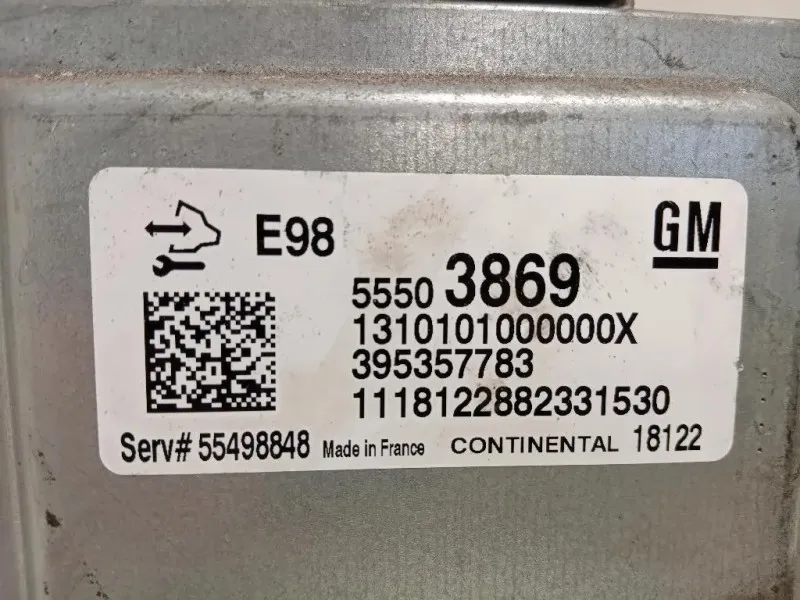 E98
GM
5550 3869
1310101000000X
395357783
1118122882331530
Serv# 55498848 Made in France CONTINENTAL 18122